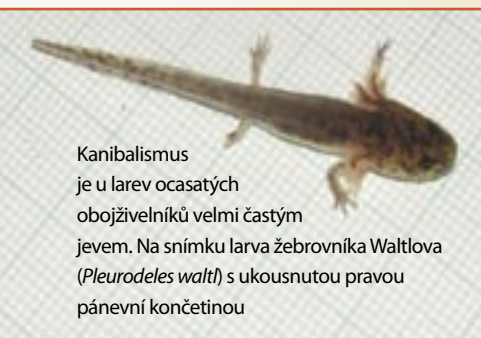 Kanibalismus
je u larev ocasatých
obojživelníků velmi častým
jevem. Na snímku larva žebrovníka Waltlova
(Pleurodeles waltl) s ukousnutou pravou
pánevní končetinou